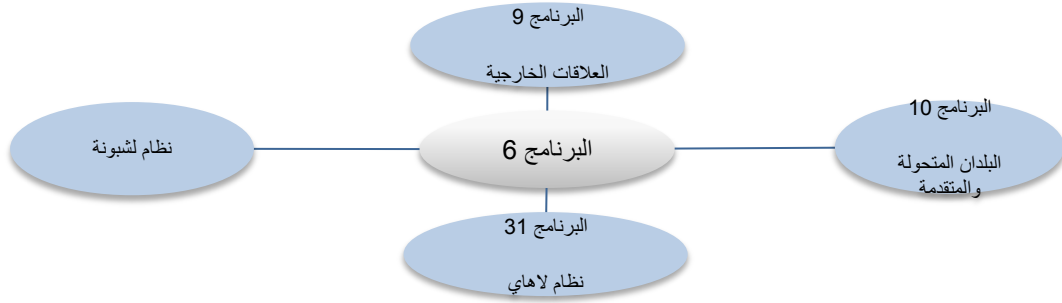 البرنامج 9
العلاقات الخارجية
البرنامج 10
البلدان المتحولة
والمتقدمة
البرنامج 6
نظام لشبونة
البرنامج 31
نظام لاهاي